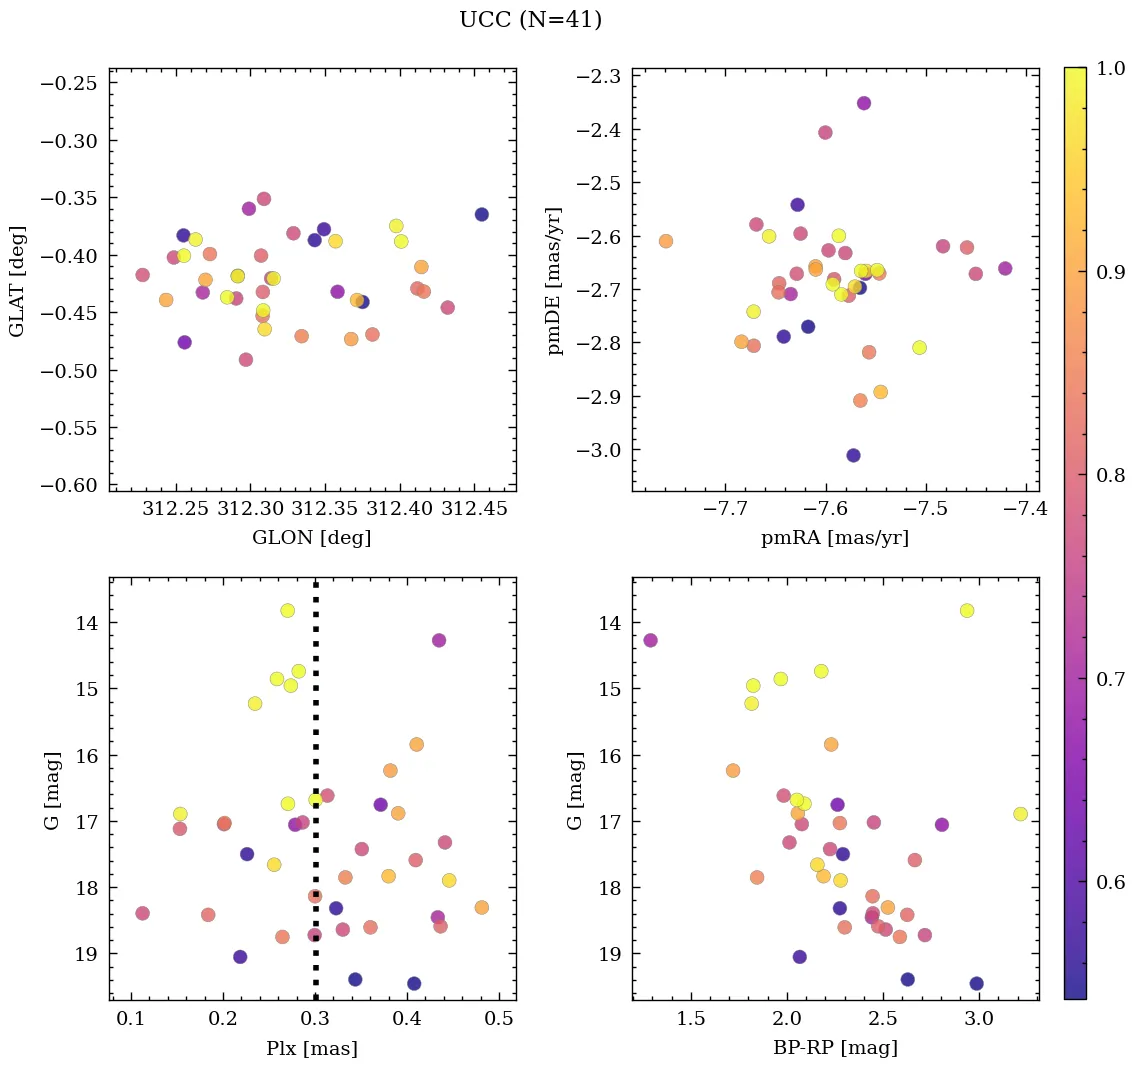 UCC (N=41)
−0.25
−0.30
−0.35
−0.40
−0.45
−0.50
−0.55
−0.60
GLAT [deg]
312.25 312.30 312.35 312.40 312.45
GLON [deg]
−2.3
−2.4
−2.5
−2.6
−2.7
−2.8
−2.9
−3.0
pmDE [mas/yr]
−7.7 −7.6 −7.5 −7.4
pmRA [mas/yr]
1.0
0.9
0.8
0.7
0.6
14
15
16
17
18
19
G [mag]
0.1 0.2 0.3 0.4 0.5
Plx [mas]
14
15
16
17
18
19
G [mag]
1.5 2.0 2.5 3.0
BP-RP [mag]